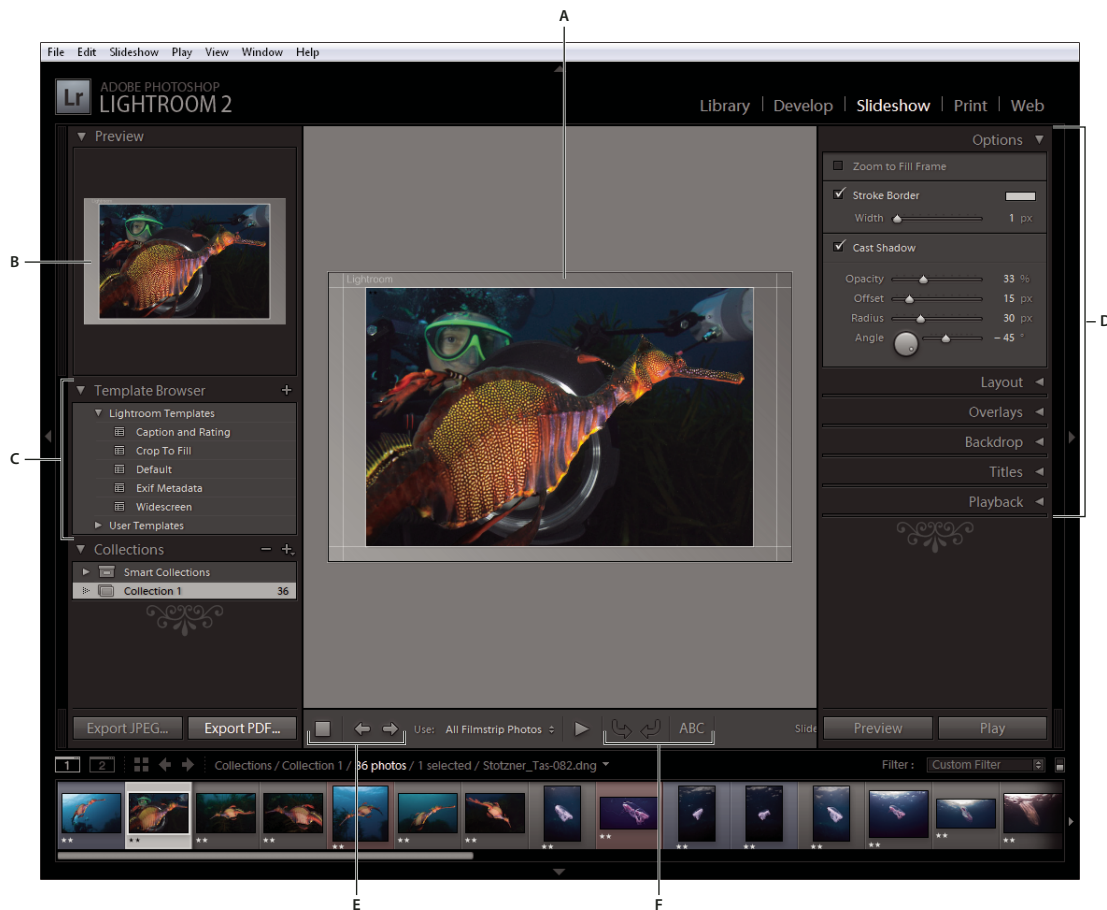 A
File Edit Slideshow Play View Window Help
Lr ADOBE PHOTOSHOP
LIGHTROOM 2
Library | Develop | Slideshow | Print | Web
Preview
B
Template Browser +
Lightroom Templates
Caption and Rating
Crop To Fill
Default
Exif Metadata
Widescreen
User Templates
C
Collections − +
Smart Collections
Collection 1 36
Export JPEG... Export PDF...
Lightroom
Options
Zoom to Fill Frame
Stroke Border
Width 1 px
Cast Shadow
Opacity 33 %
Offset 15 px
Radius 30 px
Angle – 45 °
D
Layout
Overlays
Backdrop
Titles
Playback
Use: All Filmstrip Photos ABC Slide
Preview Play
1 2 Collections / Collection 1 / 36 photos / 1 selected / Stotzner_Tas-082.dng
Filter : Custom Filter
E F